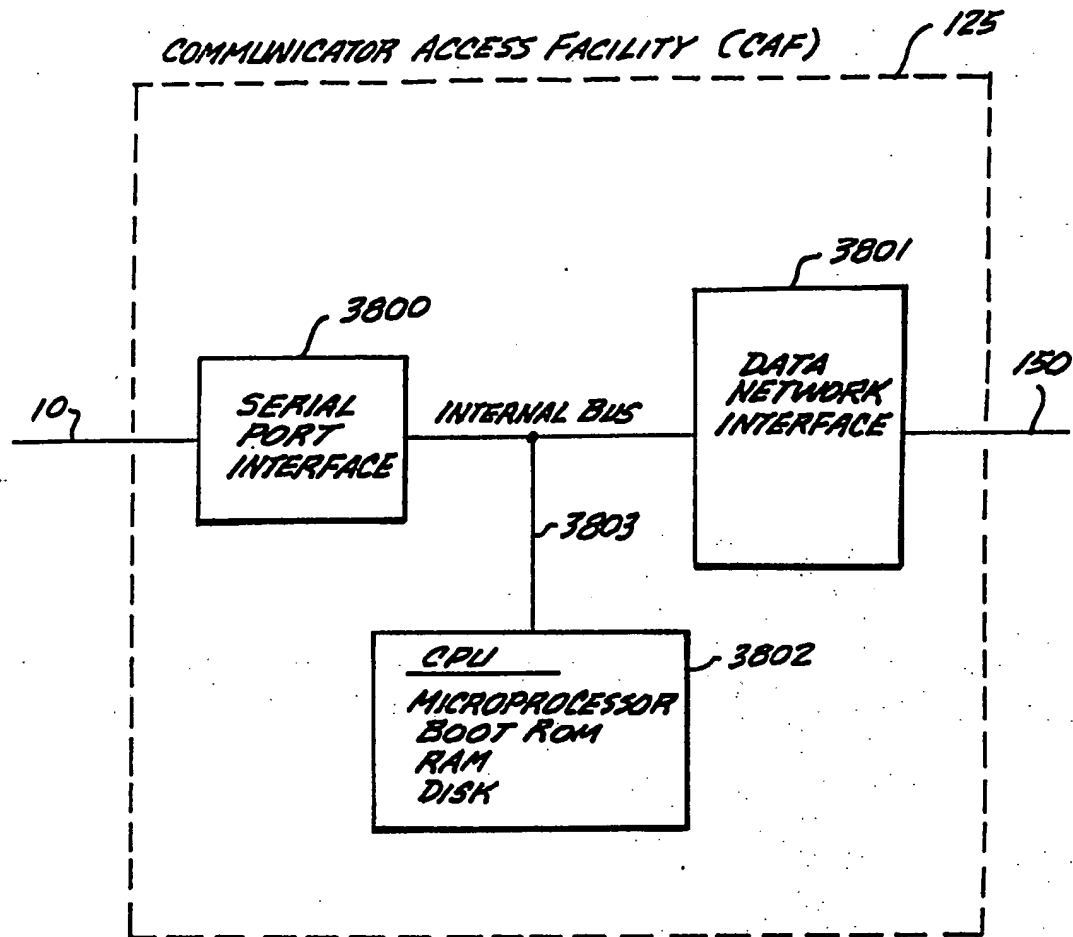 COMMUNICATOR ACCESS FACILITY (CAF)
125
3801
3800
DATA
NETWORK
INTERFACE
150
10
SERIAL
PORT
INTERFACE
INTERNAL BUS
3803
3802
CPU
MICROPROCESSOR
BOOT ROM
RAM
DISK